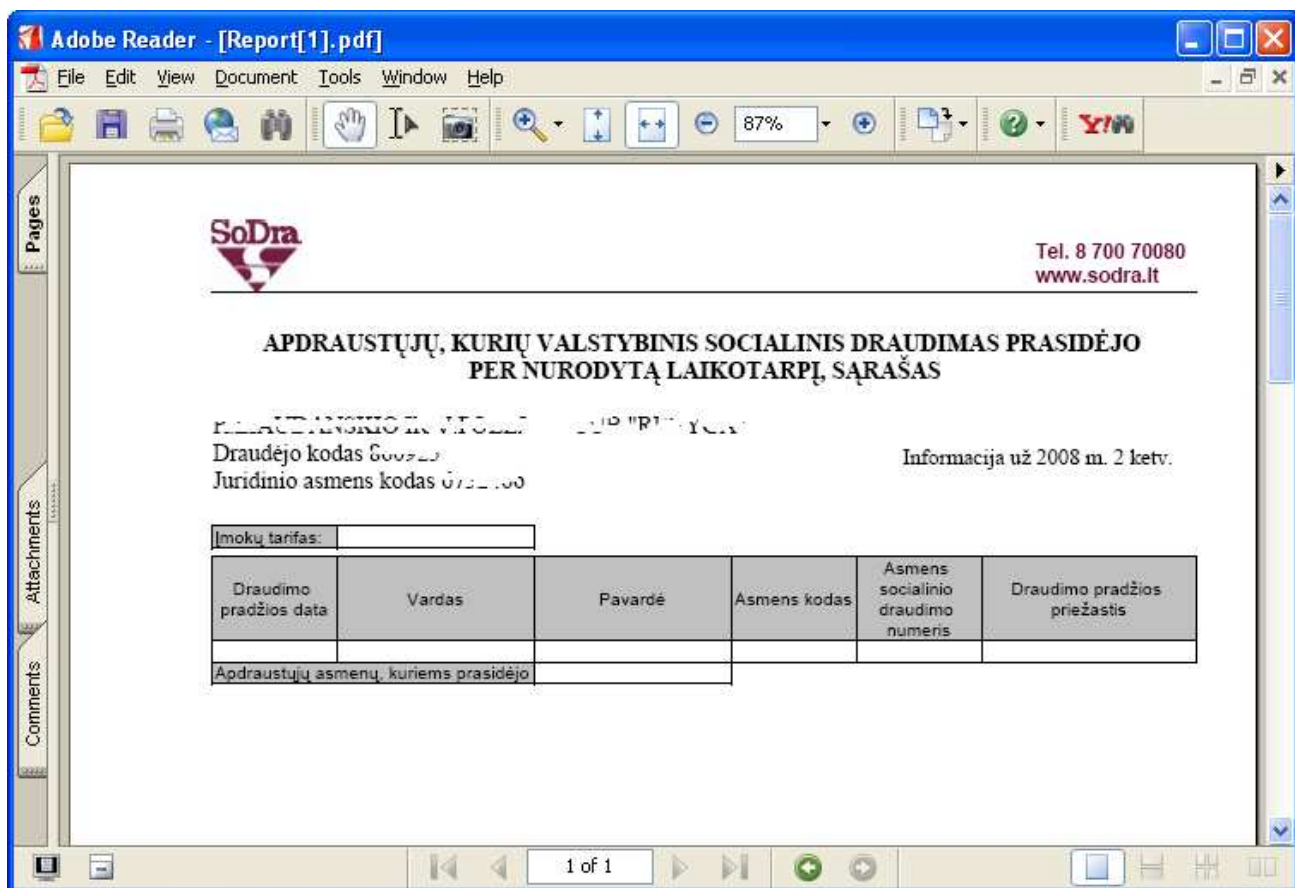 Adobe Reader - [Report[1].pdf]
File Edit View Document Tools Window Help
87%
Y!
Pages
Attachments
Comments
SoDra
Tel. 8 700 70080
www.sodra.lt
APDRAUSTŲJŲ, KURIŲ VALSTYBINIS SOCIALINIS DRAUDIMAS PRASIDĖJO
PER NURODYTĄ LAIKOTARPĮ, SĄRAŠAS
Draudėjo kodas
Informacija už 2008 m. 2 ketv.
Juridinio asmens kodas
Įmokų tarifas:
Draudimo pradžios data
Vardas
Pavardė
Asmens kodas
Asmens socialinio draudimo numeris
Draudimo pradžios priežastis
Apdraustųjų asmenų, kuriems prasidėjo
1 of 1